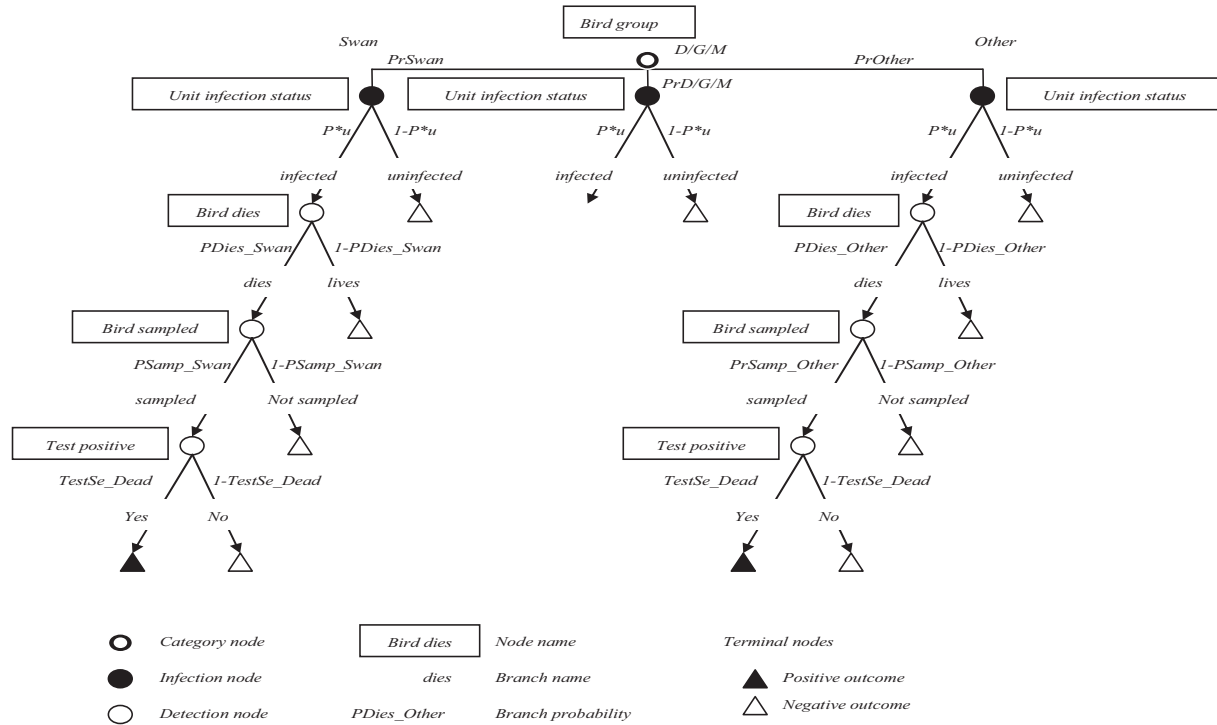 Bird group
Swan D/G/M Other
PrSwan PrOther
Unit infection status Unit infection status PrD/G/M Unit infection status
P*u 1-P*u P*u 1-P*u P*u 1-P*u
infected uninfected infected uninfected infected uninfected
Bird dies Bird dies
PDies_Swan 1-PDies_Swan PDies_Other 1-PDies_Other
dies lives dies lives
Bird sampled Bird sampled
PSamp_Swan 1-PSamp_Swan PrSamp_Other 1-PSamp_Other
sampled Not sampled sampled Not sampled
Test positive Test positive
TestSe_Dead 1-TestSe_Dead TestSe_Dead 1-TestSe_Dead
Yes No Yes No
Category node Bird dies Node name Terminal nodes
Infection node dies Branch name Positive outcome
Detection node PDies_Other Branch probability Negative outcome